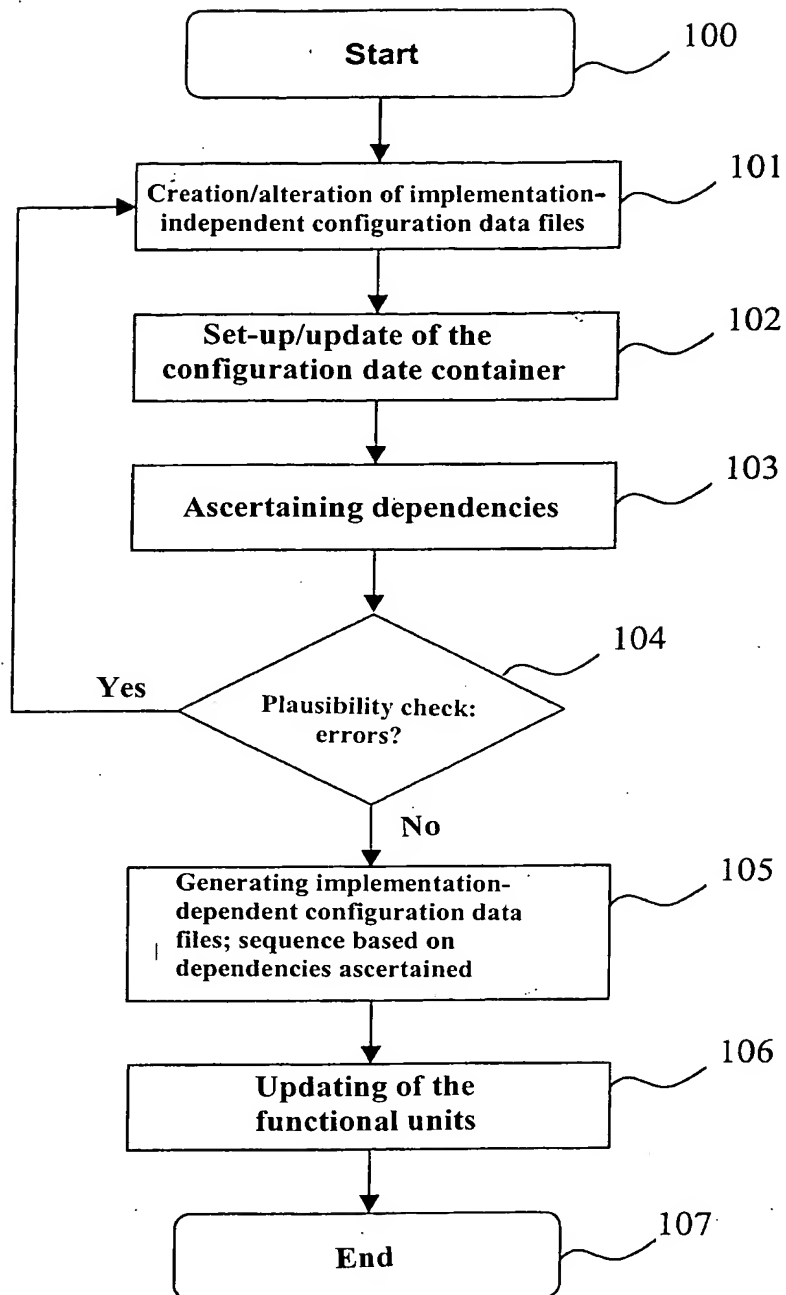 Start
100
Creation/alteration of implementation-
independent configuration data files
101
Set-up/update of the
configuration date container
102
Ascertaining dependencies
103
Plausibility check:
errors?
104
Yes
No
Generating implementation-
dependent configuration data
files; sequence based on
dependencies ascertained
105
Updating of the
functional units
106
End
107